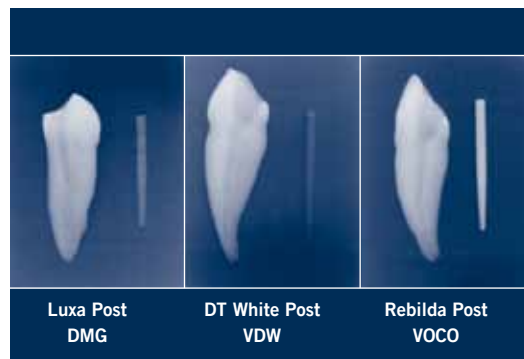 Luxa Post
DMG
DT White Post
VDW
Rebilda Post
VOCO